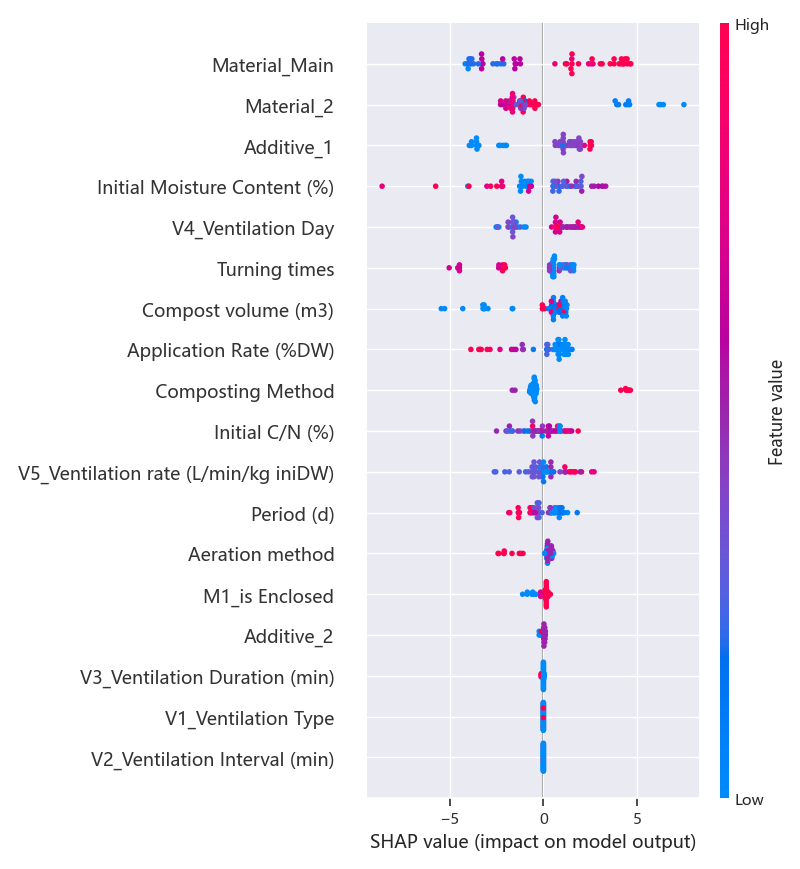 High
Material_Main
Material_2
Additive_1
Initial Moisture Content (%)
V4_Ventilation Day
Turning times
Compost volume (m3)
Application Rate (%DW)
Composting Method
Initial C/N (%)
V5_Ventilation rate (L/min/kg iniDW)
Period (d)
Aeration method
M1_is Enclosed
Additive_2
V3_Ventilation Duration (min)
V1_Ventilation Type
V2_Ventilation Interval (min)
Feature value
Low
−5 0 5
SHAP value (impact on model output)